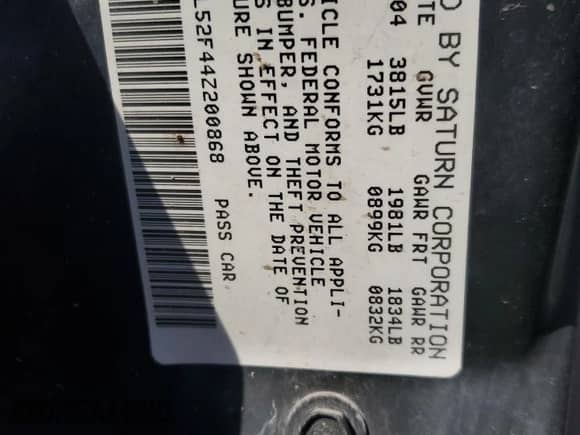 D BY SATURN CORPORATION
TE GVWR GAWR FRT GAWR RR
04 3815LB 1981LB 1834LB
1731KG 0899KG 0832KG
ICLE CONFORMS TO ALL APPLI-
S. FEDERAL MOTOR VEHICLE
BUMPER, AND THEFT PREVENTION
S IN EFFECT ON THE DATE OF
URE SHOWN ABOVE.
L52F44Z200868 PASS CAR